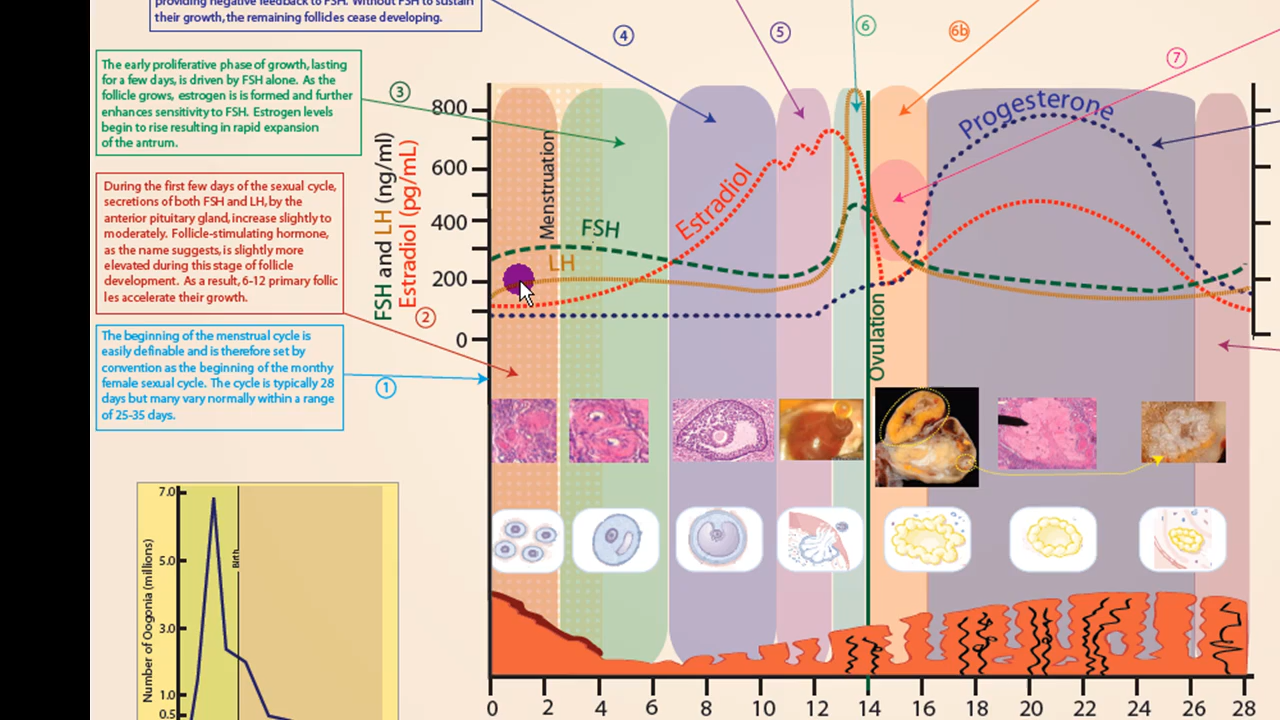 providing negative feedback to FSH. Without FSH to sustain
their growth, the remaining follicles cease developing.
The early proliferative phase of growth, lasting
for a few days, is driven by FSH alone. As the
follicle grows, estrogen is is formed and further
enhances sensitivity to FSH. Estrogen levels
begin to rise resulting in rapid expansion
of the antrum.
During the first few days of the sexual cycle,
secretions of both FSH and LH, by the
anterior pituitary gland, increase slightly to
moderately. Follicle-stimulating hormone,
as the name suggests, is slightly more
elevated during this stage of follicle
development. As a result, 6-12 primary follic
les accelerate their growth.
The beginning of the menstrual cycle is
easily definable and is therefore set by
convention as the beginning of the monthy
female sexual cycle. The cycle is typically 28
days but many vary normally within a range
of 25-35 days.
3
2
1
4
5
6
6b
7
FSH and LH (ng/ml)
Estradiol (pg/mL)
800
600
400
200
0
Menstruation
FSH
LH
Estradiol
Progesterone
Ovulation
0 2 4 6 8 10 12 14 16 18 20 22 24 26 28
Number of Oogonia (millions)
7.0
5.0
3.0
1.0
0.5
Birth